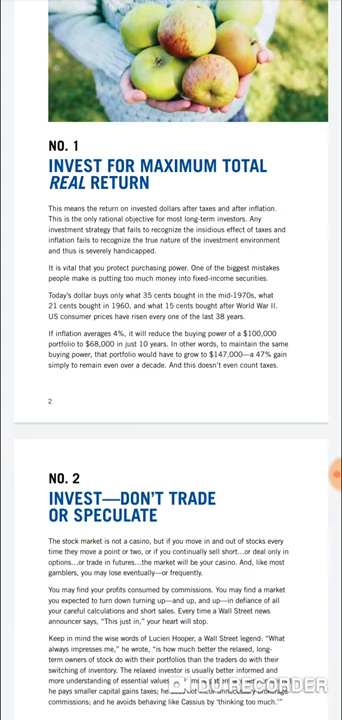 NO. 1
INVEST FOR MAXIMUM TOTAL
REAL RETURN
This means the return on invested dollars after taxes and after inflation.
This is the only rational objective for most long-term investors. Any
investment strategy that fails to recognize the insidious effect of taxes and
inflation fails to recognize the true nature of the investment environment
and thus is severely handicapped.
It is vital that you protect purchasing power. One of the biggest mistakes
people make is putting too much money into fixed-income securities.
Today's dollar buys only what 35 cents bought in the mid-1970s, what
21 cents bought in 1960, and what 15 cents bought after World War II.
US consumer prices have risen every one of the last 38 years.
If inflation averages 4%, it will reduce the buying power of a $100,000
portfolio to $68,000 in just 10 years. In other words, to maintain the same
buying power, that portfolio would have to grow to $147,000—a 47% gain
simply to remain even over a decade. And this doesn't even count taxes.
2
NO. 2
INVEST—DON'T TRADE
OR SPECULATE
The stock market is not a casino, but if you move in and out of stocks every
time they move a point or two, or if you continually sell short...or deal only in
options...or trade in futures...the market will be your casino. And, like most
gamblers, you may lose eventually—or frequently.
You may find your profits consumed by commissions. You may find a market
you expected to turn down turning up—and up, and up—in defiance of all
your careful calculations and short sales. Every time a Wall Street news
announcer says, "This just in," your heart will stop.
Keep in mind the wise words of Lucien Hooper, a Wall Street legend: "What
always impresses me," he wrote, "is how much better the relaxed, long-
term owners of stock do with their portfolios than the traders do with their
switching of inventory. The relaxed investor is usually better informed and
more understanding of essential values
he pays smaller capital gains taxes; he
commissions; and he avoids behaving like Cassius by 'thinking too much.'"
DU RECORDER